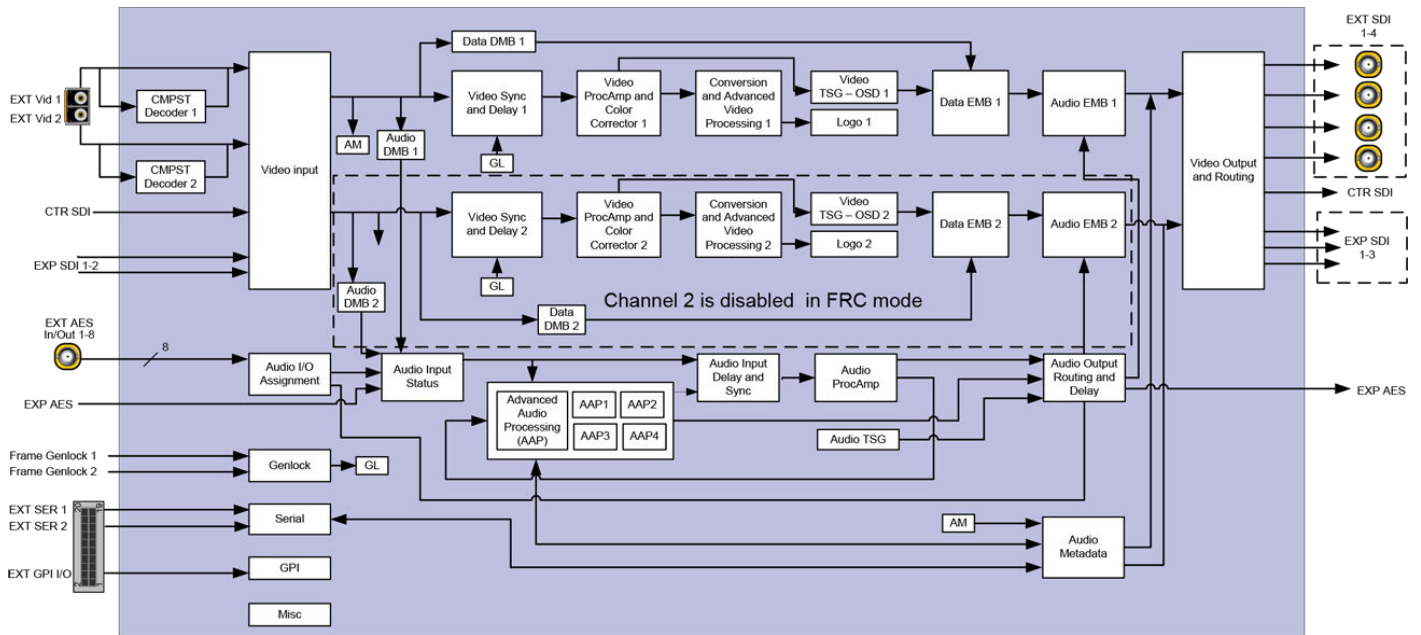 EXT SDI
1-4
Data DMB 1
EXT Vid 1
EXT Vid 2
CMPST
Decoder 1
CMPST
Decoder 2
Video input
AM
Audio
DMB 1
Video Sync
and Delay 1
GL
Video
ProcAmp and
Color
Corrector 1
Conversion
and Advanced
Video
Processing 1
Video
TSG – OSD 1
Logo 1
Data EMB 1
Audio EMB 1
Video Output
and Routing
CTR SDI
CTR SDI
EXP SDI 1-2
EXP SDI
1-3
Video Sync
and Delay 2
GL
Video
ProcAmp and
Color
Corrector 2
Conversion
and Advanced
Video
Processing 2
Video
TSG – OSD 2
Logo 2
Data EMB 2
Audio EMB 2
Audio
DMB 2
Data
DMB 2
Channel 2 is disabled in FRC mode
EXT AES
In/Out 1-8
8
Audio I/O
Assignment
Audio Input
Status
Audio Input
Delay and
Sync
Audio
ProcAmp
Audio Output
Routing and
Delay
EXP AES
EXP AES
Advanced
Audio
Processing
(AAP)
AAP1
AAP2
AAP3
AAP4
Audio TSG
Frame Genlock 1
Frame Genlock 2
Genlock
GL
EXT SER 1
EXT SER 2
20
19
Serial
AM
Audio
Metadata
EXT GPI I/O
2
1
GPI
Misc